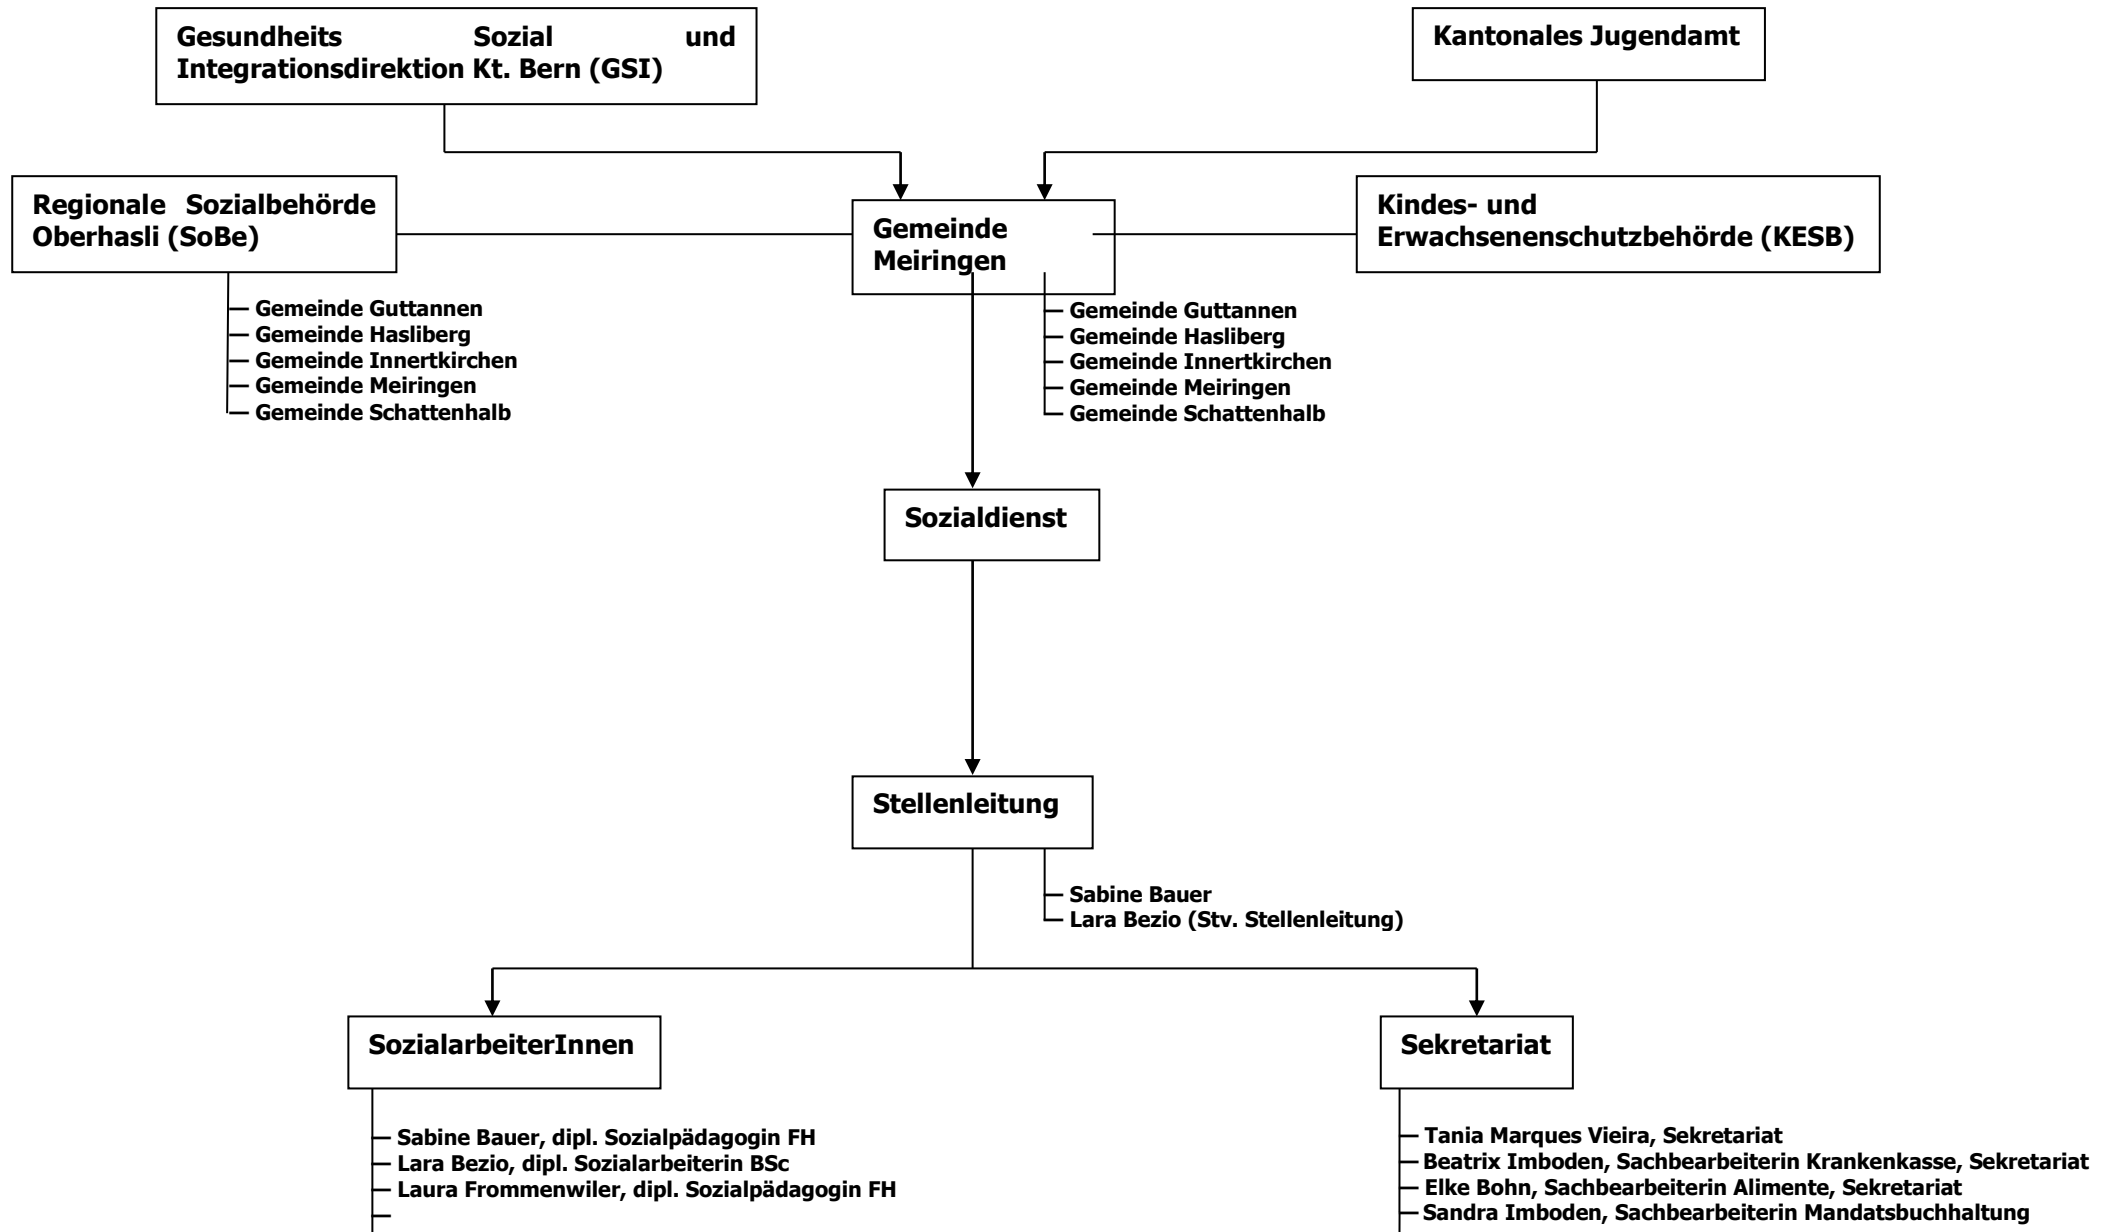 Gesundheits Sozial und
Integrationsdirektion Kt. Bern (GSI)
Kantonales Jugendamt
Regionale Sozialbehörde
Oberhasli (SoBe)
Gemeinde
Meiringen
Kindes- und
Erwachsenenschutzbehörde (KESB)
Gemeinde Guttannen
Gemeinde Hasliberg
Gemeinde Innertkirchen
Gemeinde Meiringen
Gemeinde Schattenhalb
Gemeinde Guttannen
Gemeinde Hasliberg
Gemeinde Innertkirchen
Gemeinde Meiringen
Gemeinde Schattenhalb
Sozialdienst
Stellenleitung
Sabine Bauer
Lara Bezio (Stv. Stellenleitung)
SozialarbeiterInnen
Sabine Bauer, dipl. Sozialpädagogin FH
Lara Bezio, dipl. Sozialarbeiterin BSc
Laura Frommenwiler, dipl. Sozialpädagogin FH
Sekretariat
Tania Marques Vieira, Sekretariat
Beatrix Imboden, Sachbearbeiterin Krankenkasse, Sekretariat
Elke Bohn, Sachbearbeiterin Alimente, Sekretariat
Sandra Imboden, Sachbearbeiterin Mandatsbuchhaltung